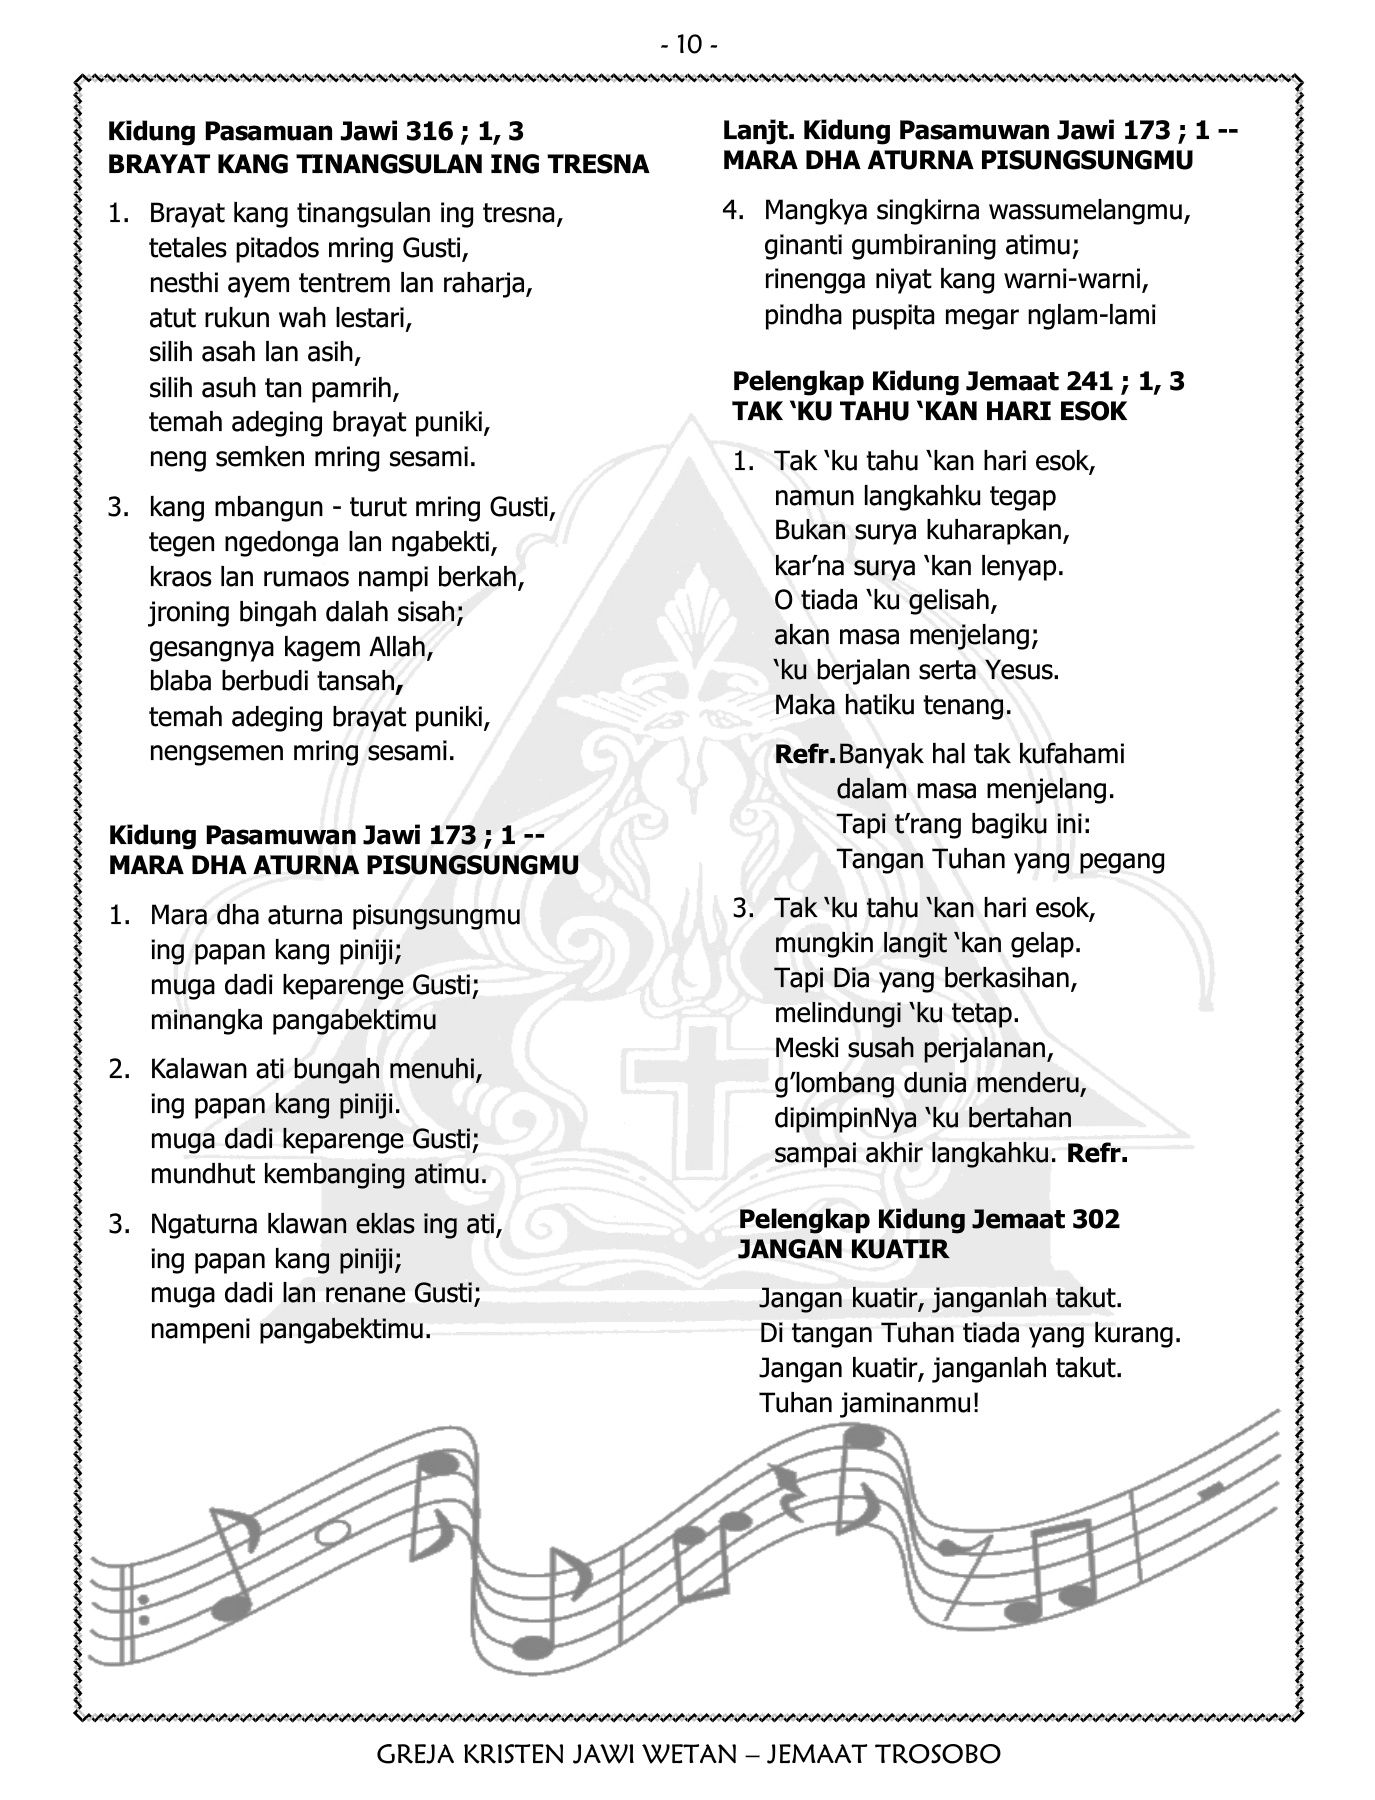 - 10 -
Kidung Pasamuan Jawi 316 ; 1, 3
BRAYAT KANG TINANGSULAN ING TRESNA
1. Brayat kang tinangsulan ing tresna,
tetales pitados mring Gusti,
nesthi ayem tentrem lan raharja,
atut rukun wah lestari,
silih asah lan asih,
silih asuh tan pamrih,
temah adeging brayat puniki,
neng semken mring sesami.
3. kang mbangun - turut mring Gusti,
tegen ngedonga lan ngabekti,
kraos lan rumaos nampi berkah,
jroning bingah dalah sisah;
gesangnya kagem Allah,
blaba berbudi tansah,
temah adeging brayat puniki,
nengsemen mring sesami.
Kidung Pasamuwan Jawi 173 ; 1 --
MARA DHA ATURNA PISUNGSUNGMU
1. Mara dha aturna pisungsungmu
ing papan kang piniji;
muga dadi keparenge Gusti;
minangka pangabektimu
2. Kalawan ati bungah menuhi,
ing papan kang piniji.
muga dadi keparenge Gusti;
mundhut kembanging atimu.
3. Ngaturna klawan eklas ing ati,
ing papan kang piniji;
muga dadi lan renane Gusti;
nampeni pangabektimu.
Lanjt. Kidung Pasamuwan Jawi 173 ; 1 --
MARA DHA ATURNA PISUNGSUNGMU
4. Mangkya singkirna wassumelangmu,
ginanti gumbiraning atimu;
rinengga niyat kang warni-warni,
pindha puspita megar nglam-lami
Pelengkap Kidung Jemaat 241 ; 1, 3
TAK ‘KU TAHU ‘KAN HARI ESOK
1. Tak ‘ku tahu ‘kan hari esok,
namun langkahku tegap
Bukan surya kuharapkan,
kar’na surya ‘kan lenyap.
O tiada ‘ku gelisah,
akan masa menjelang;
‘ku berjalan serta Yesus.
Maka hatiku tenang.
Refr. Banyak hal tak kufahami
dalam masa menjelang.
Tapi t’rang bagiku ini:
Tangan Tuhan yang pegang
3. Tak ‘ku tahu ‘kan hari esok,
mungkin langit ‘kan gelap.
Tapi Dia yang berkasihan,
melindungi ‘ku tetap.
Meski susah perjalanan,
g’lombang dunia menderu,
dipimpinNya ‘ku bertahan
sampai akhir langkahku. Refr.
Pelengkap Kidung Jemaat 302
JANGAN KUATIR
Jangan kuatir, janganlah takut.
Di tangan Tuhan tiada yang kurang.
Jangan kuatir, janganlah takut.
Tuhan jaminanmu!
GREJA KRISTEN JAWI WETAN – JEMAAT TROSOBO